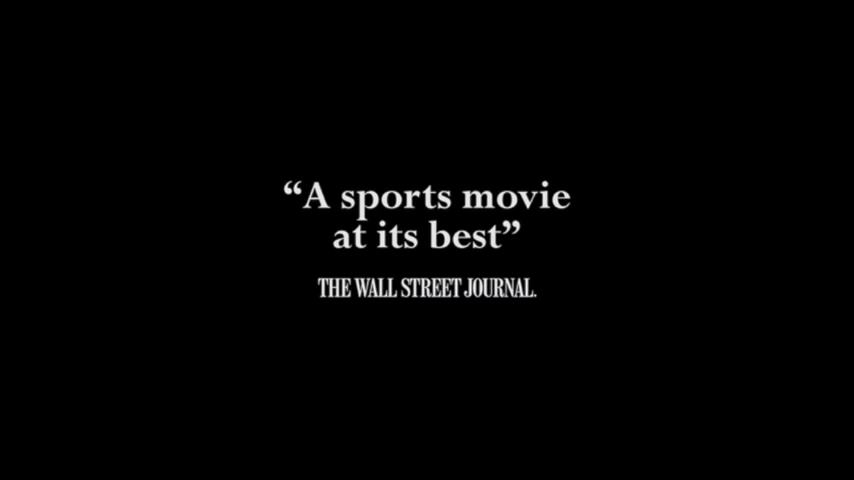 “A sports movie
at its best”
THE WALL STREET JOURNAL.